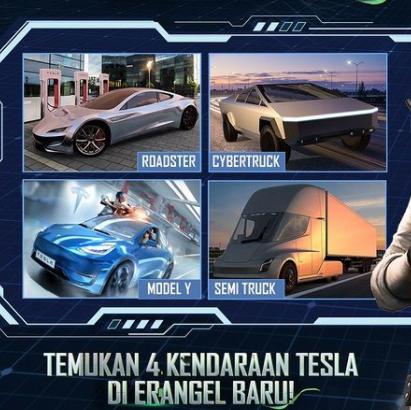 ROADSTER
CYBERTRUCK
MODEL Y
SEMI TRUCK
TEMUKAN 4 KENDARAAN TESLA
DI ERANGEL BARU!